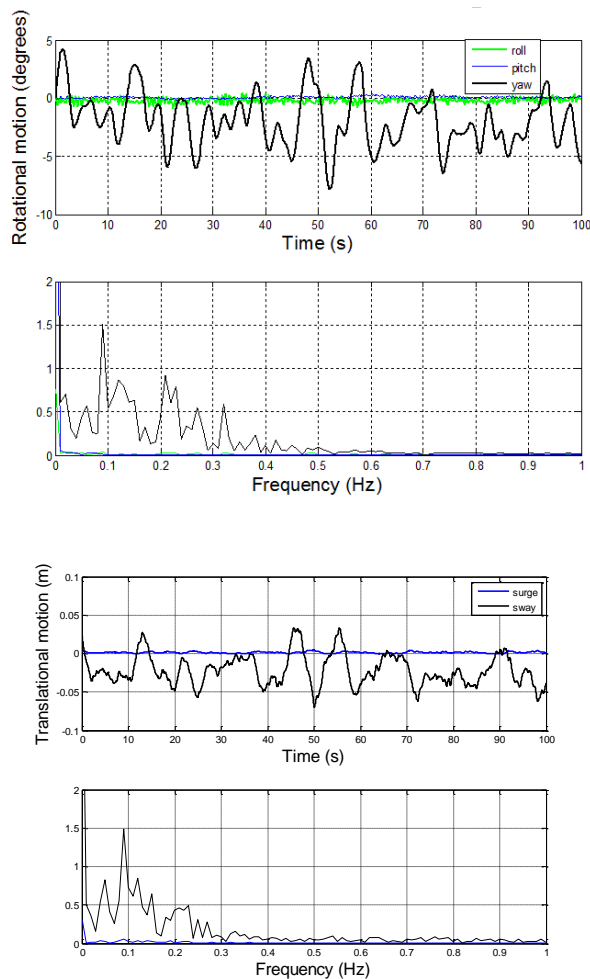 Rotational motion (degrees)
5
0
-5
-10
roll
pitch
yaw
0 10 20 30 40 50 60 70 80 90 100
Time (s)
2
1.5
1
0.5
0
0 0.1 0.2 0.3 0.4 0.5 0.6 0.7 0.8 0.9 1
Frequency (Hz)
Translational motion (m)
0.1
0.05
0
-0.05
-0.1
surge
sway
0 10 20 30 40 50 60 70 80 90 100
Time (s)
2
1.5
1
0.5
0
0 0.1 0.2 0.3 0.4 0.5 0.6 0.7 0.8 0.9 1
Frequency (Hz)